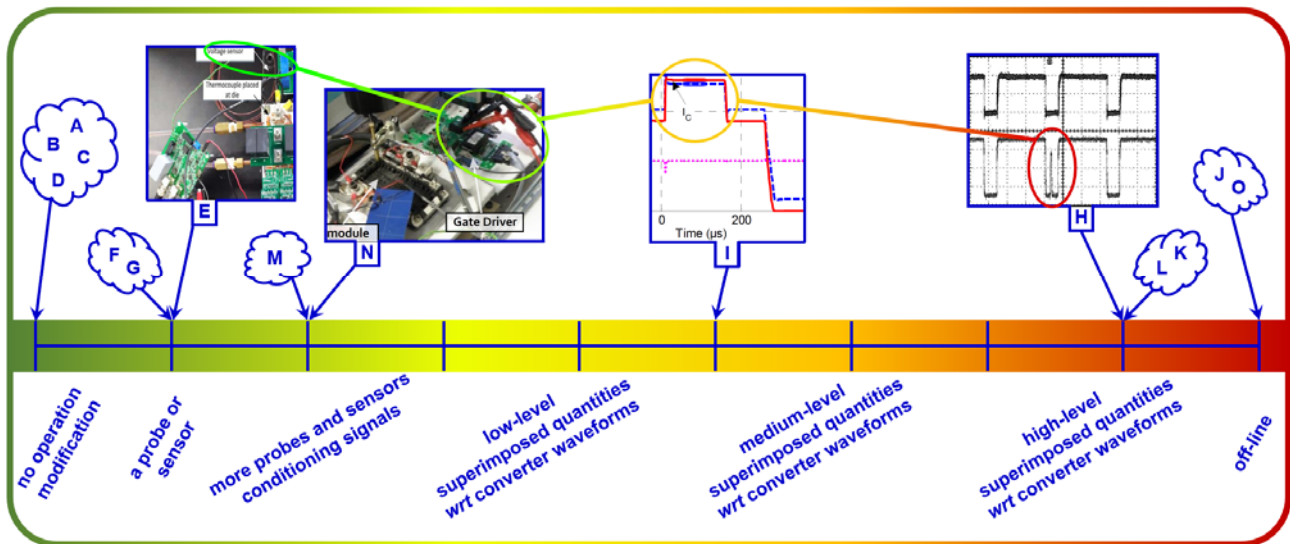 Voltage sensor
Thermocouple placed
at die
A
B
C
D
E
F
G
module
Gate Driver
M
N
I_C
0
200
Time (µs)
I
H
J O
K
L
no operation
modification
a probe or
sensor
more probes and sensors
conditioning signals
low-level
superimposed quantities
wrt converter waveforms
medium-level
superimposed quantities
wrt converter waveforms
high-level
superimposed quantities
wrt converter waveforms
off-line